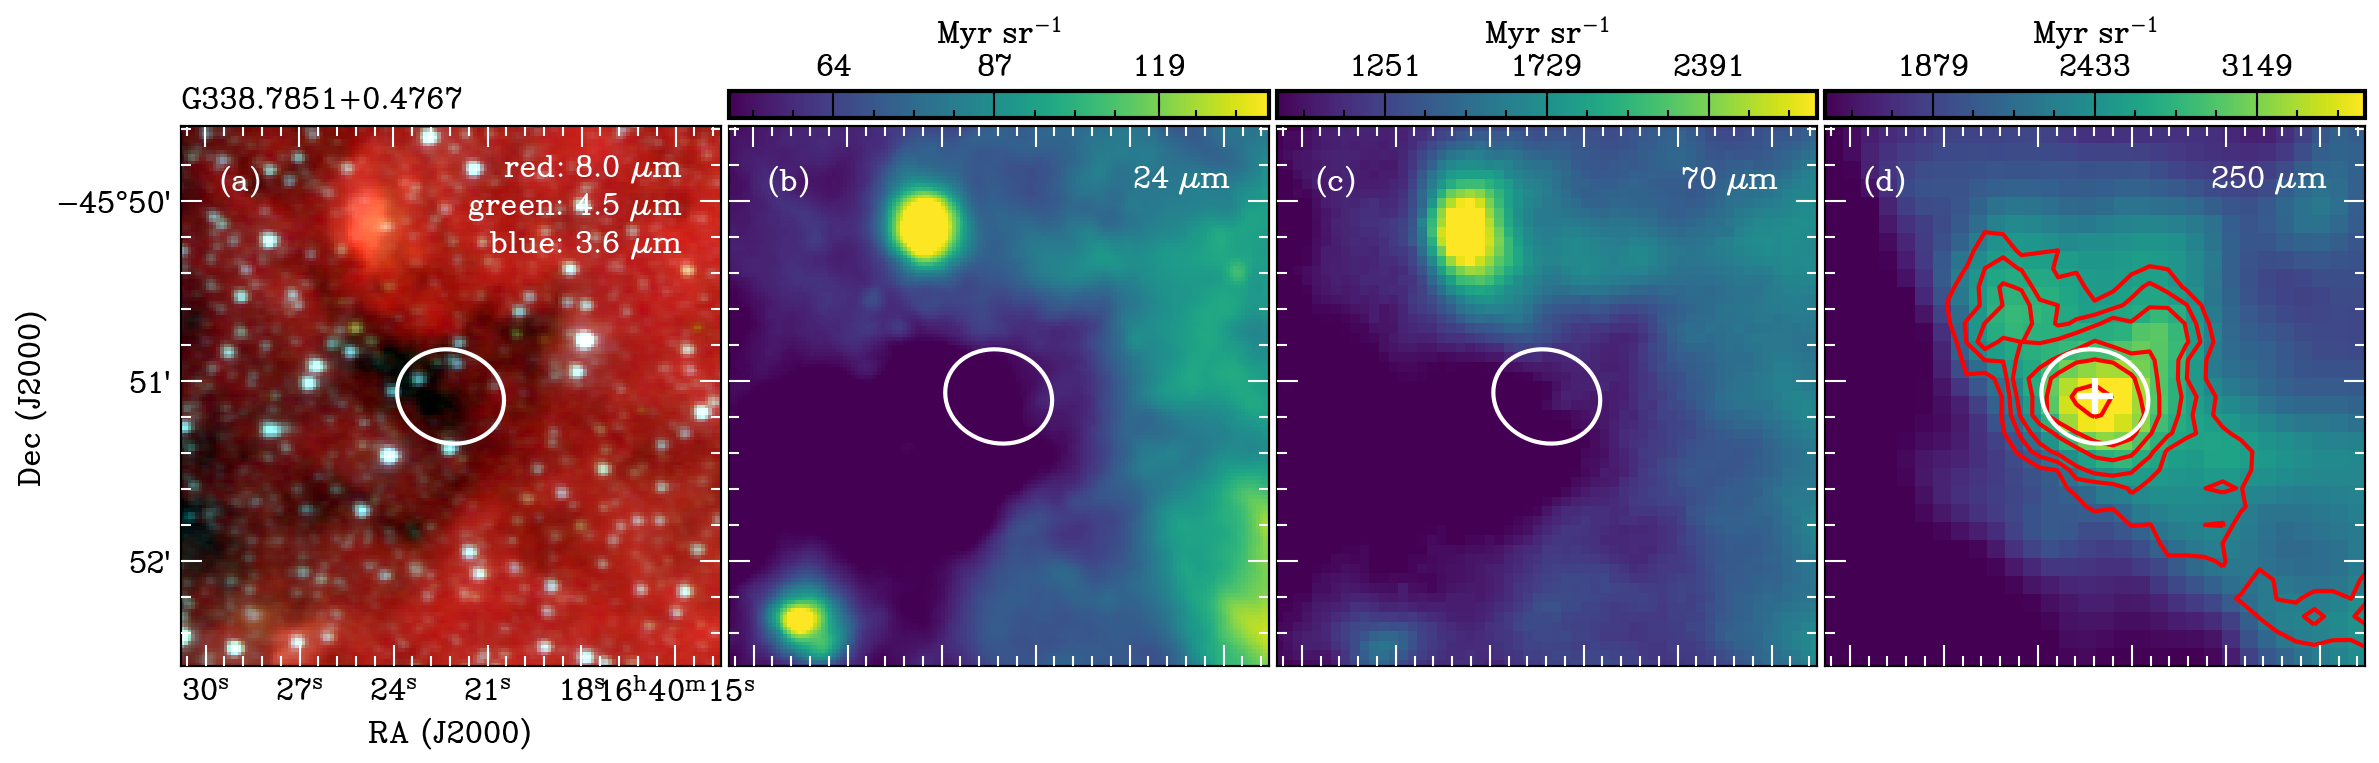 Myr sr⁻¹ Myr sr⁻¹ Myr sr⁻¹
64 87 119 1251 1729 2391 1879 2433 3149
G338.7851+0.4767
(a) red: 8.0 μm
green: 4.5 μm
blue: 3.6 μm
(b) 24 μm
(c) 70 μm
(d) 250 μm
−45°50'
51'
52'
Dec (J2000)
30ˢ 27ˢ 24ˢ 21ˢ 18ˢ 16ʰ40ᵐ15ˢ
RA (J2000)